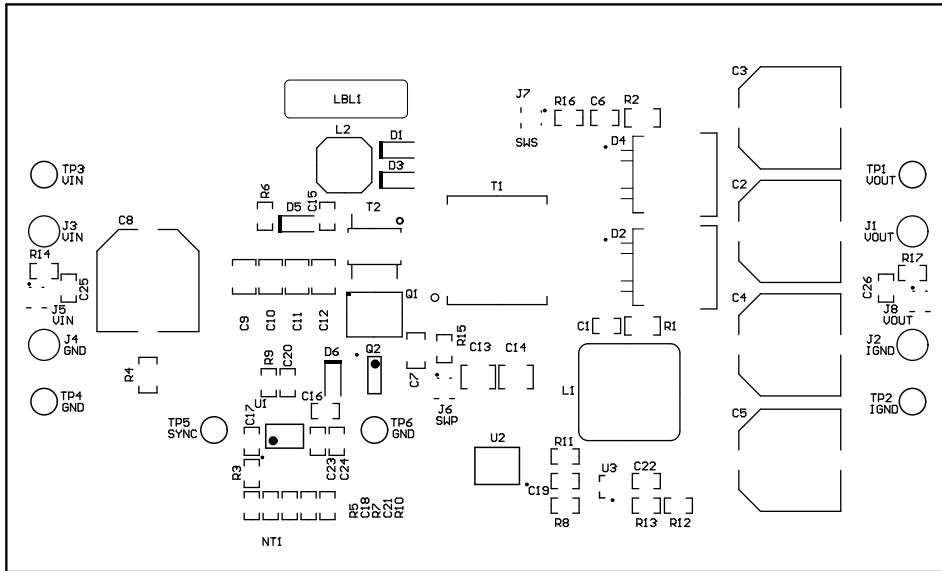 C3
LBL1
J7
R16 C6 R2
SWS
L2
D1
D4
D3
TP3
VIN
TP1
VOUT
R6
C15
T1
C2
D5
T2
C8
J3
VIN
J1
VOUT
D2
R14
C25
J5
VIN
R17
C26
J8
VOUT
Q1
C4
C9
C10
C11
C12
C1
R1
R15
J4
GND
J2
IGND
R4
R9
C20
D6
Q2
C7
C13
C14
L1
TP4
GND
TP2
IGND
U1
C16
J6
SWP
C5
TP5
SYNC
C17
TP6
GND
U2
R11
R3
C23
C24
C19
U3
C22
R5
C18
R7
C21
R10
R8
R13
R12
NT1